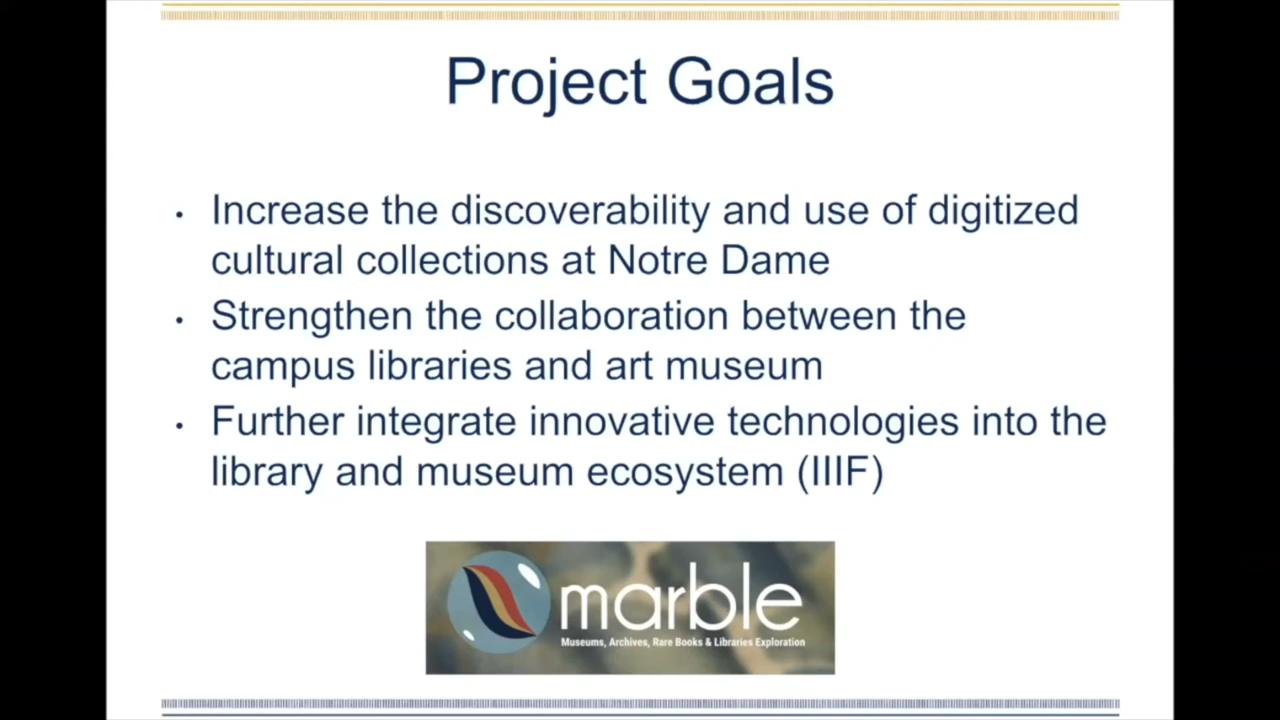 Project Goals
• Increase the discoverability and use of digitized
cultural collections at Notre Dame
• Strengthen the collaboration between the
campus libraries and art museum
• Further integrate innovative technologies into the
library and museum ecosystem (IIIF)
marble
Museums, Archives, Rare Books & Libraries Exploration